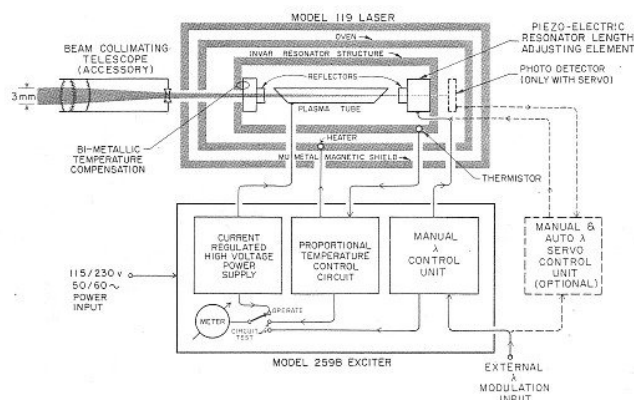 MODEL 119 LASER
OVEN
INVAR RESONATOR STRUCTURE
PIEZO-ELECTRIC
RESONATOR LENGTH
ADJUSTING ELEMENT
BEAM COLLIMATING
TELESCOPE
(ACCESSORY)
REFLECTORS
PHOTO DETECTOR
(ONLY WITH SERVO)
3mm
PLASMA TUBE
BI-METALLIC
TEMPERATURE
COMPENSATION
HEATER
MU METAL MAGNETIC SHIELD
THERMISTOR
CURRENT
REGULATED
HIGH VOLTAGE
POWER
SUPPLY
PROPORTIONAL
TEMPERATURE
CONTROL
CIRCUIT
MANUAL
λ
CONTROL
UNIT
MANUAL &
AUTO λ
SERVO
CONTROL
UNIT
(OPTIONAL)
115/230 v
50/60 ~
POWER
INPUT
METER
OPERATE
CIRCUIT
TEST
MODEL 259B EXCITER
EXTERNAL
λ
MODULATION
INPUT